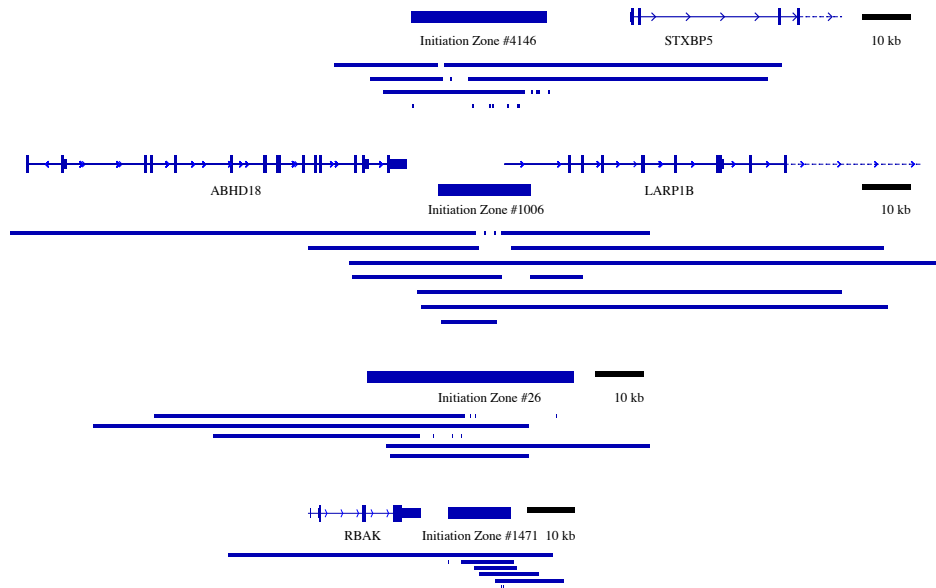 Initiation Zone #4146
STXBP5
10 kb
ABHD18
LARP1B
Initiation Zone #1006
10 kb
Initiation Zone #26
10 kb
RBAK
Initiation Zone #1471
10 kb